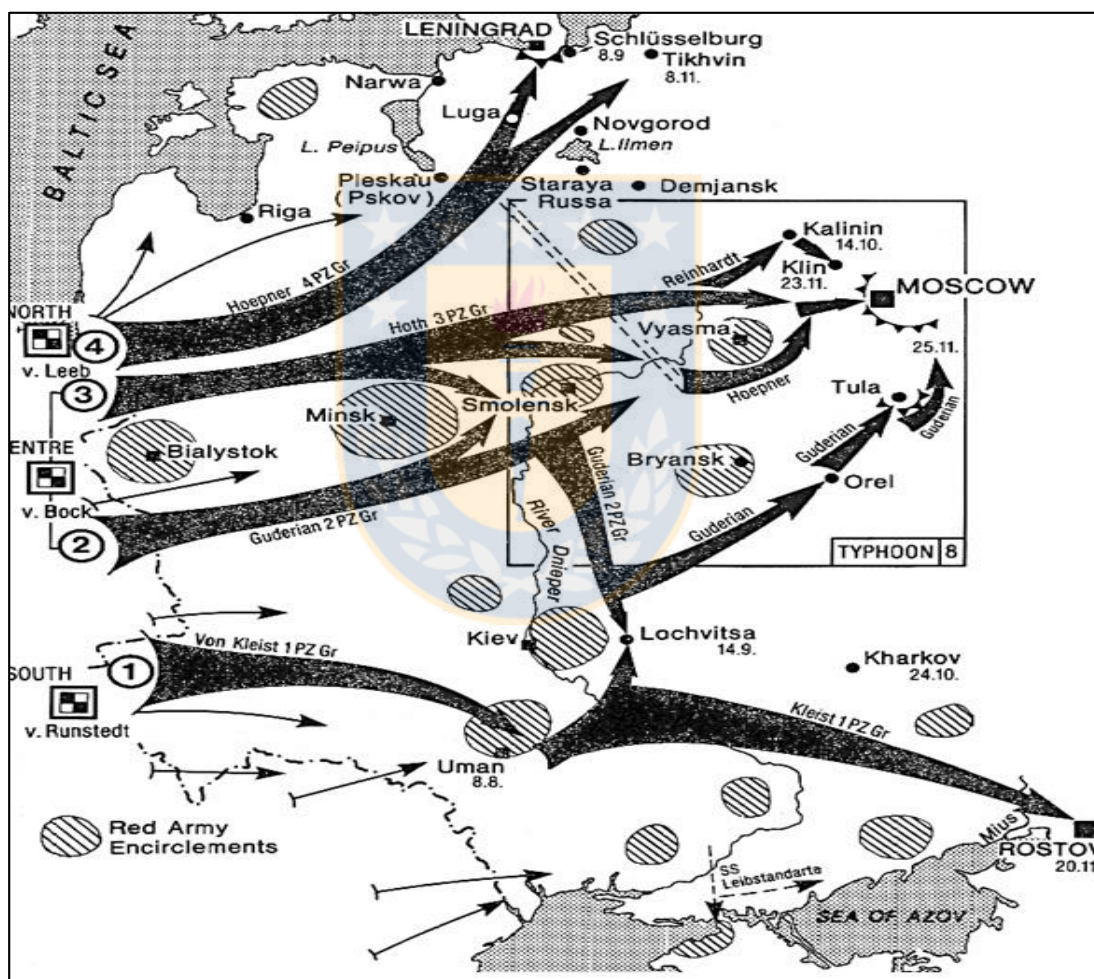 LENINGRAD
Schlüsselburg
8.9
Tikhvin
8.11.
Narwa
BALTIC SEA
Luga
Novgorod
L. Peipus
L.Ilmen
Pleskau
(Pskov)
Staraya
Russa
Demjansk
Riga
Kalinin
14.10.
Reinhardt
Klin
23.11.
Hoepner 4 PZ Gr
MOSCOW
NORTH
Hoth 3 PZ Gr
4
v. Leeb
Vyasma
25.11.
3
Hoepner
Tula
Smolensk
Minsk
Guderian
Guderian
ENTRE
Bialystok
Guderian 2 PZ Gr
Bryansk
Orel
v. Bock
Guderian 2 PZ Gr
River Dnieper
Guderian
2
TYPHOON 8
Kiev
Lochvitsa
14.9.
Von Kleist 1 PZ Gr
1
Kharkov
24.10.
SOUTH
v. Runstedt
Kleist 1 PZ Gr
Uman
8.8.
Red Army
Encirclements
Mius
ROSTOV
20.11
SS
Leibstandarte
SEA OF AZOV